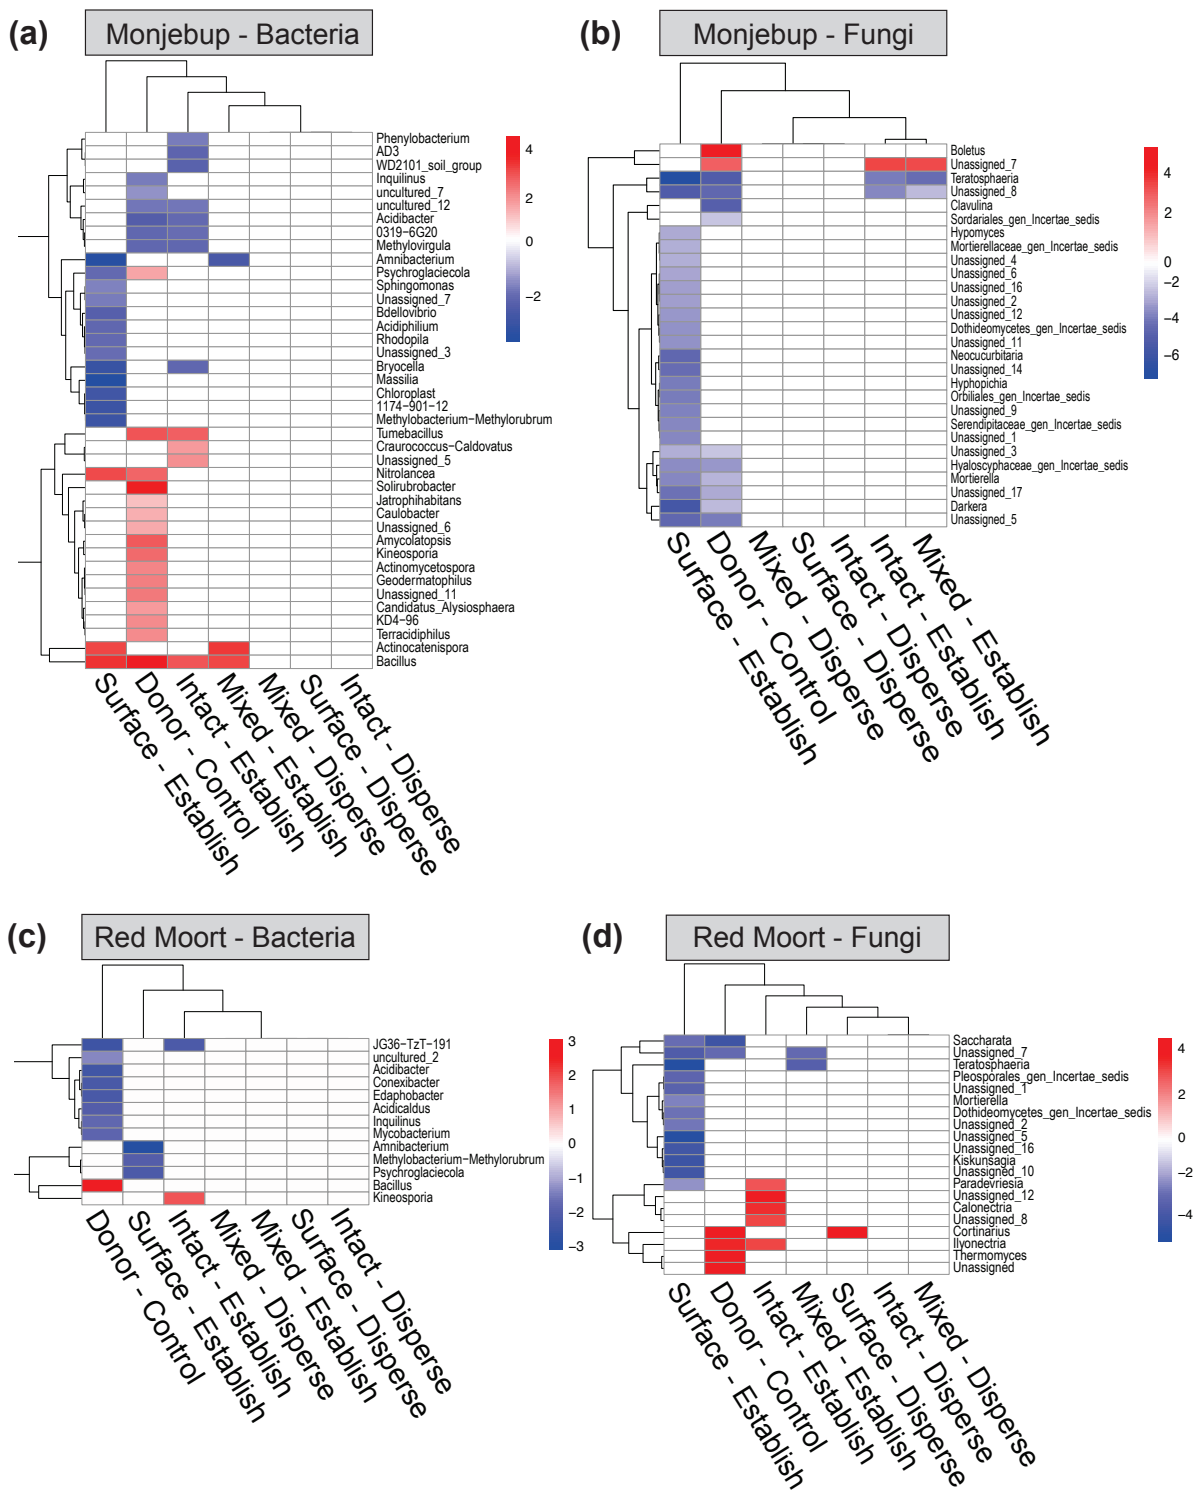 (a)
Monjebup - Bacteria
Phenylobacterium
AD3
WD2101_soil_group
Inquilinus
uncultured_7
uncultured_12
Acidibacter
0319-6G20
Methylovirgula
Amnibacterium
Psychroglaciecola
Sphingomonas
Unassigned_7
Bdellovibrio
Acidiphilium
Rhodopila
Unassigned_3
Bryocella
Massilia
Chloroplast
1174-901-12
Methylobacterium-Methylorubrum
Tumebacillus
Craurococcus-Caldovatus
Unassigned_5
Nitrolancea
Solirubrobacter
Jatrophihabitans
Caulobacter
Unassigned_6
Amycolatopsis
Kineosporia
Actinomycetospora
Geodermatophilus
Unassigned_11
Candidatus_Alysiosphaera
KD4-96
Terracidiphilus
Actinocatenispora
Bacillus
4
2
0
-2
Surface - Establish
Donor - Control
Intact - Establish
Mixed - Establish
Mixed - Disperse
Surface - Disperse
Intact - Disperse
(b)
Monjebup - Fungi
Boletus
Unassigned_7
Teratosphaeria
Unassigned_8
Clavulina
Sordariales_gen_Incertae_sedis
Hypomyces
Mortierellaceae_gen_Incertae_sedis
Unassigned_4
Unassigned_6
Unassigned_16
Unassigned_2
Unassigned_12
Dothideomycetes_gen_Incertae_sedis
Unassigned_11
Neocucurbitaria
Unassigned_14
Hyphopichia
Orbiliales_gen_Incertae_sedis
Unassigned_9
Serendipitaceae_gen_Incertae_sedis
Unassigned_1
Unassigned_3
Hyaloscyphaceae_gen_Incertae_sedis
Mortierella
Unassigned_17
Darkera
Unassigned_5
4
2
0
-2
-4
-6
Surface - Establish
Donor - Control
Mixed - Disperse
Surface - Disperse
Intact - Disperse
Intact - Establish
Mixed - Establish
(c)
Red Moort - Bacteria
JG36-TzT-191
uncultured_2
Acidibacter
Conexibacter
Edaphobacter
Acidicaldus
Inquilinus
Mycobacterium
Amnibacterium
Methylobacterium-Methylorubrum
Psychroglaciecola
Bacillus
Kineosporia
3
2
1
0
-1
-2
-3
Donor - Control
Surface - Establish
Intact - Establish
Mixed - Disperse
Mixed - Establish
Surface - Disperse
Intact - Disperse
(d)
Red Moort - Fungi
Saccharata
Unassigned_7
Teratosphaeria
Pleosporales_gen_Incertae_sedis
Unassigned_1
Mortierella
Dothideomycetes_gen_Incertae_sedis
Unassigned_2
Unassigned_5
Unassigned_16
Kiskunsagia
Unassigned_10
Paradevriesia
Unassigned_12
Calonectria
Unassigned_8
Cortinarius
Ilyonectria
Thermomyces
Unassigned
4
2
0
-2
-4
Surface - Establish
Donor - Control
Intact - Establish
Mixed - Establish
Surface - Disperse
Intact - Disperse
Mixed - Disperse